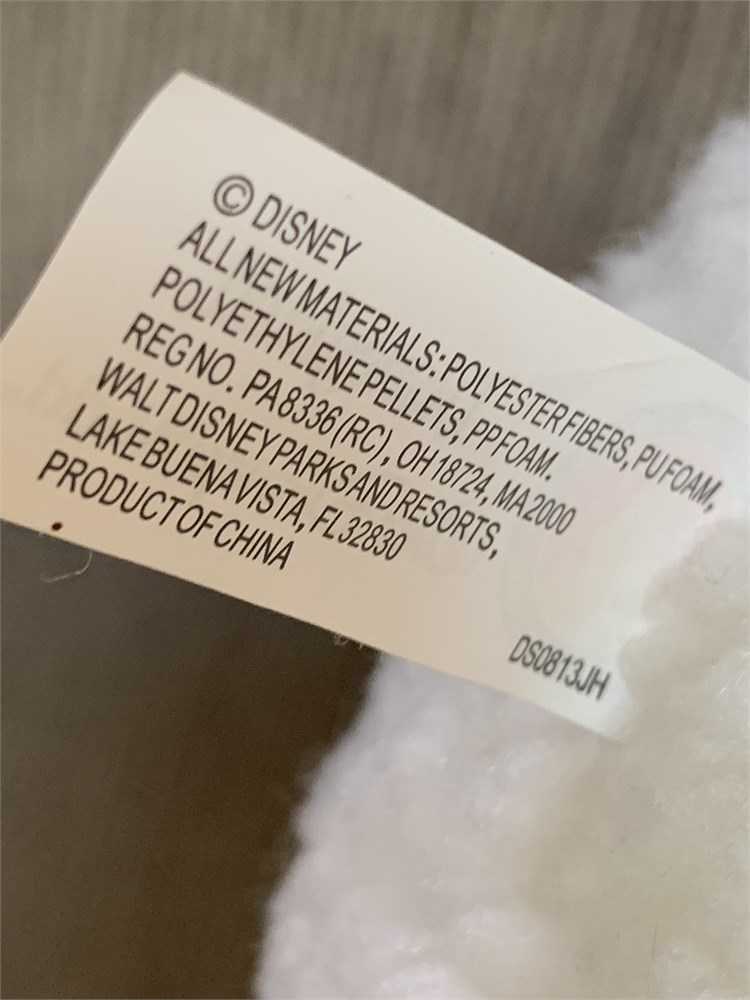 © DISNEY
ALL NEW MATERIALS: POLYESTER FIBERS, PU FOAM,
POLYETHYLENE PELLETS, PP FOAM.
REG NO. PA8336 (RC), OH18724, MA2000
WALT DISNEY PARKS AND RESORTS,
LAKE BUENA VISTA, FL 32830
PRODUCT OF CHINA
DS0813JH